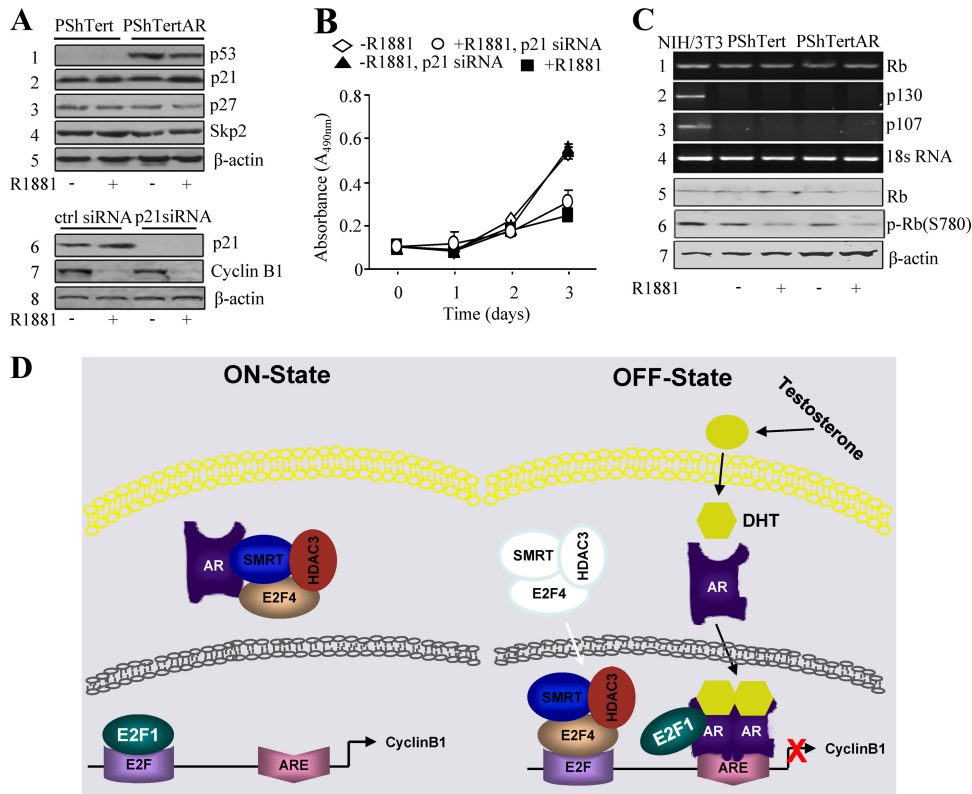 A
PShTert PShTertAR
1 p53
2 p21
3 p27
4 Skp2
5 β-actin
R1881 - + - +
ctrl siRNA p21siRNA
6 p21
7 Cyclin B1
8 β-actin
R1881 - + - +
B
-R1881 +R1881, p21 siRNA
-R1881, p21 siRNA +R1881
Absorbance (A490nm)
0.8
0.6
0.4
0.2
0
0 1 2 3
Time (days)
C
NIH/3T3 PShTert PShTertAR
1 Rb
2 p130
3 p107
4 18s RNA
5 Rb
6 p-Rb(S780)
7 β-actin
R1881 - + - +
D
ON-State
AR SMRT HDAC3
E2F4
E2F1
E2F ARE CyclinB1
OFF-State
Testosterone
DHT
SMRT HDAC3
E2F4
AR
SMRT HDAC3
E2F4 E2F1 AR AR
E2F ARE X CyclinB1